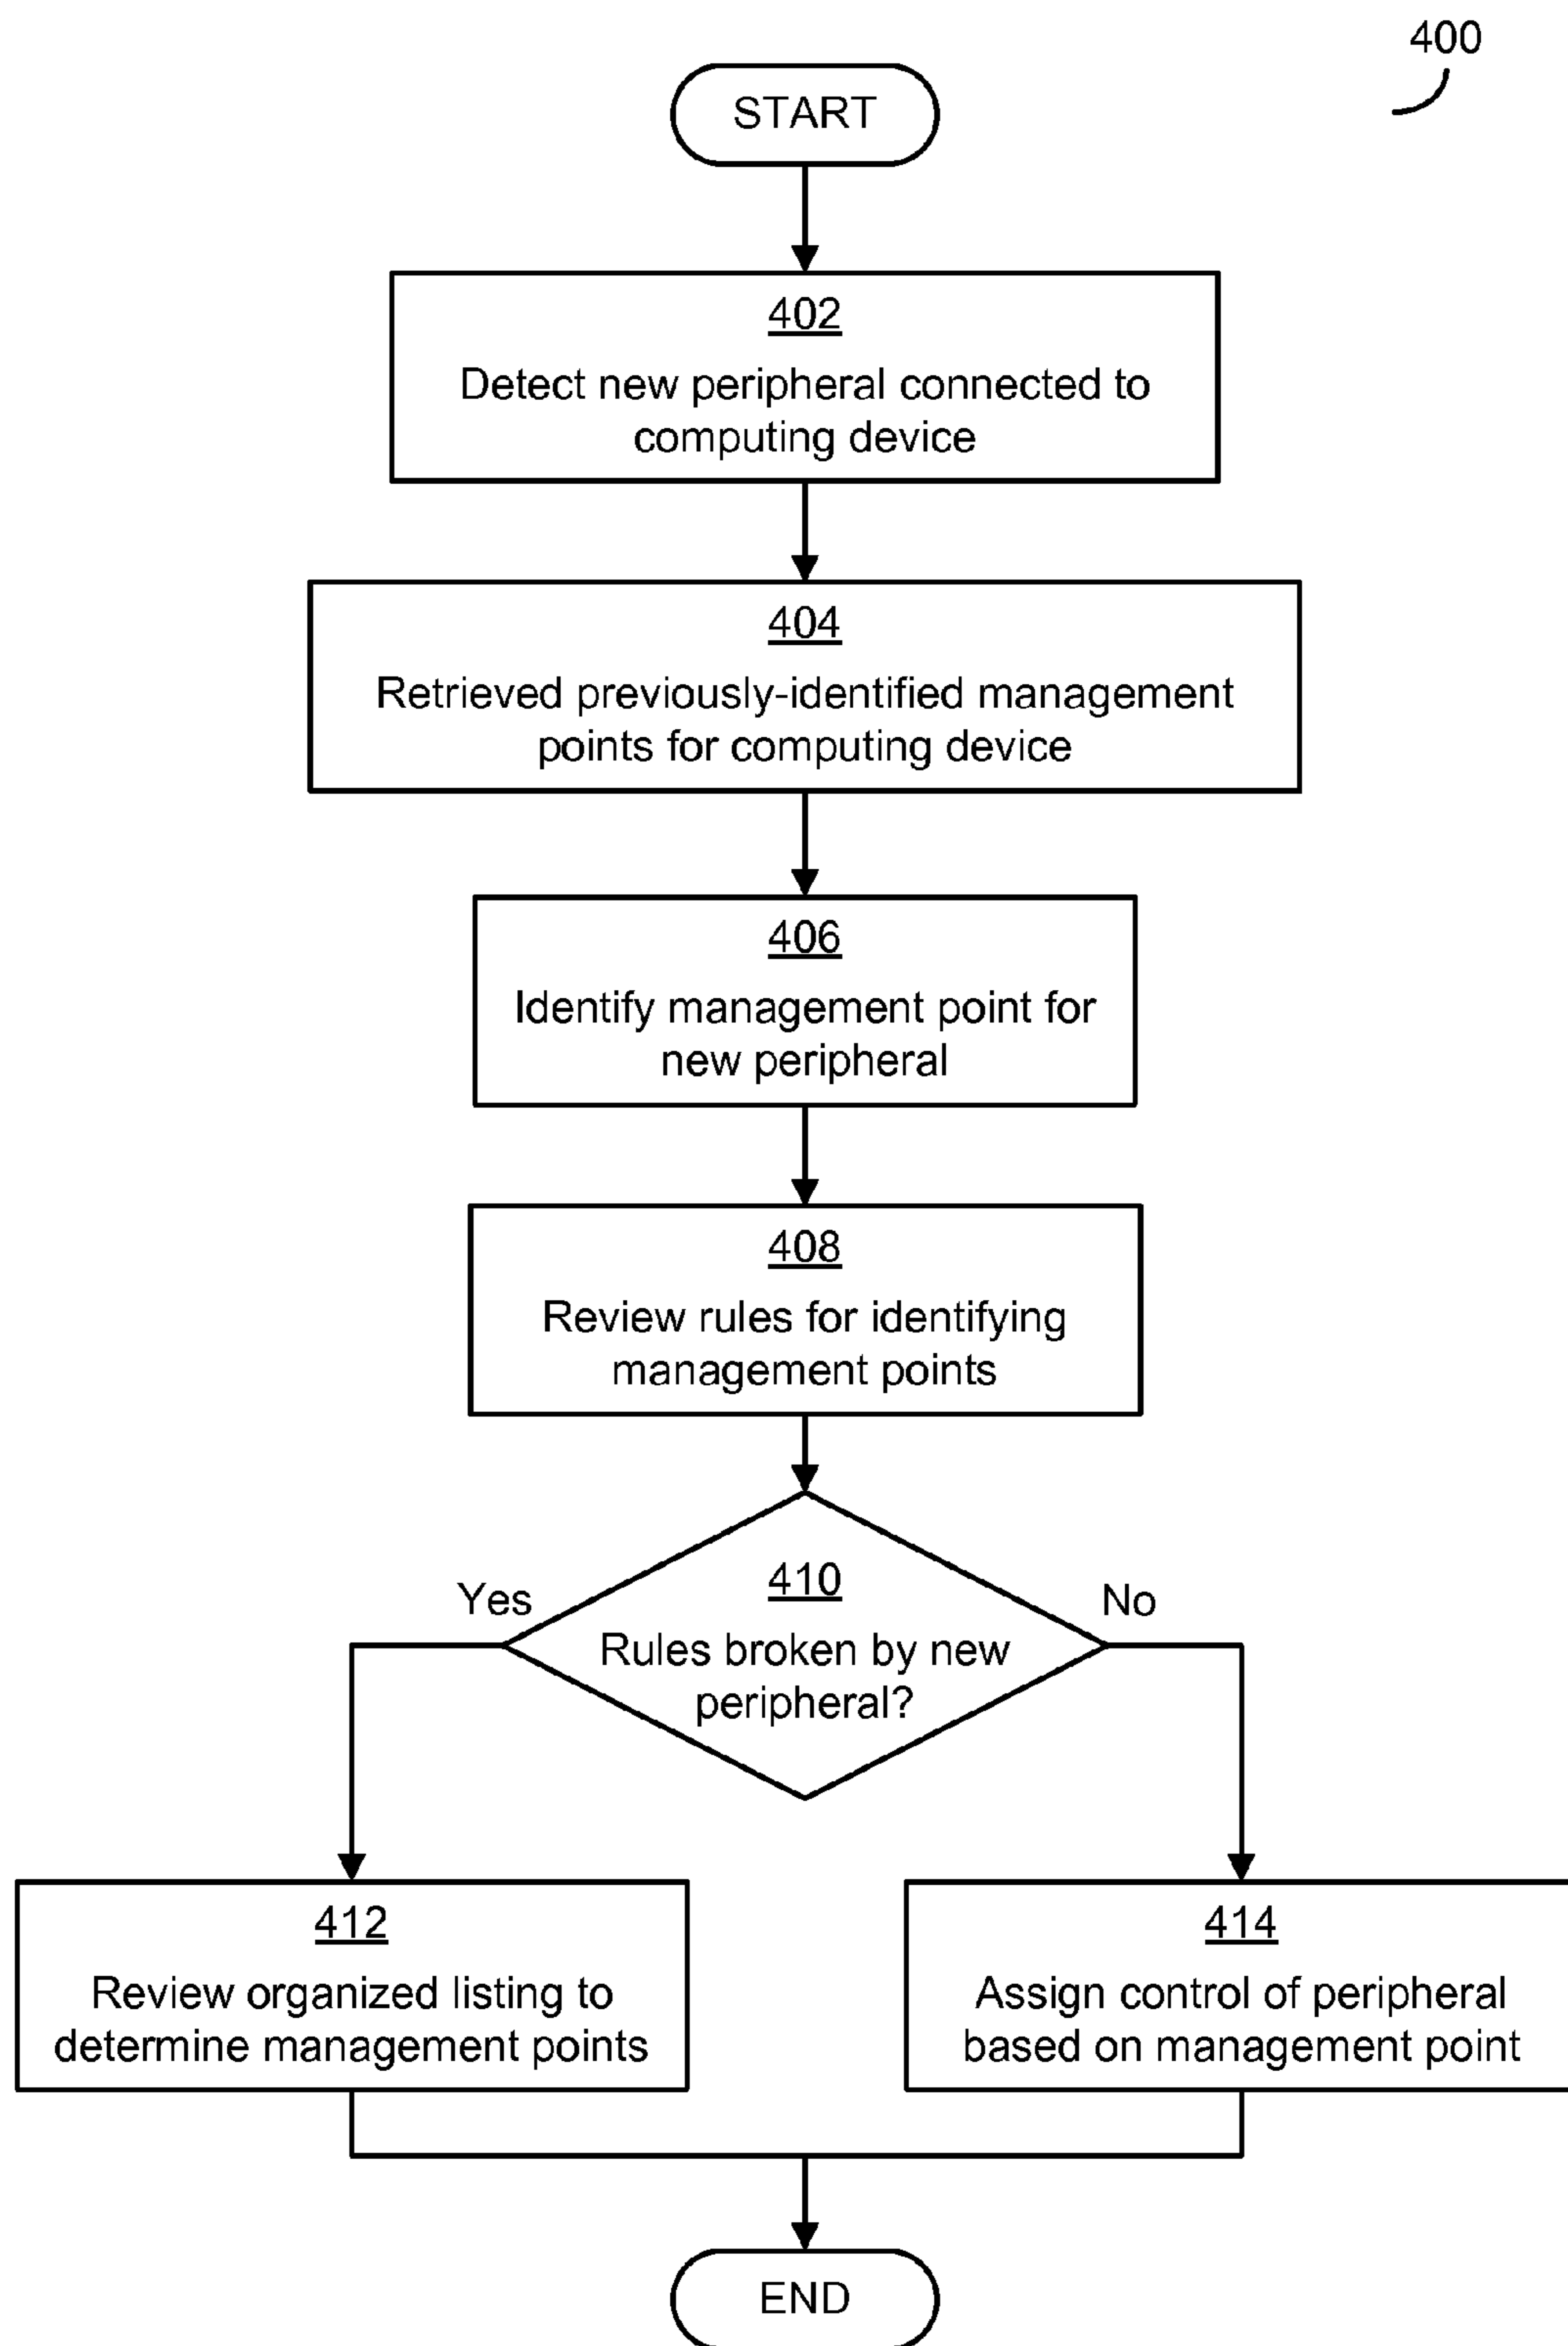 400
START
402
Detect new peripheral connected to
computing device
404
Retrieved previously-identified management
points for computing device
406
Identify management point for
new peripheral
408
Review rules for identifying
management points
410
Rules broken by new
peripheral?
Yes
No
412
Review organized listing to
determine management points
414
Assign control of peripheral
based on management point
END